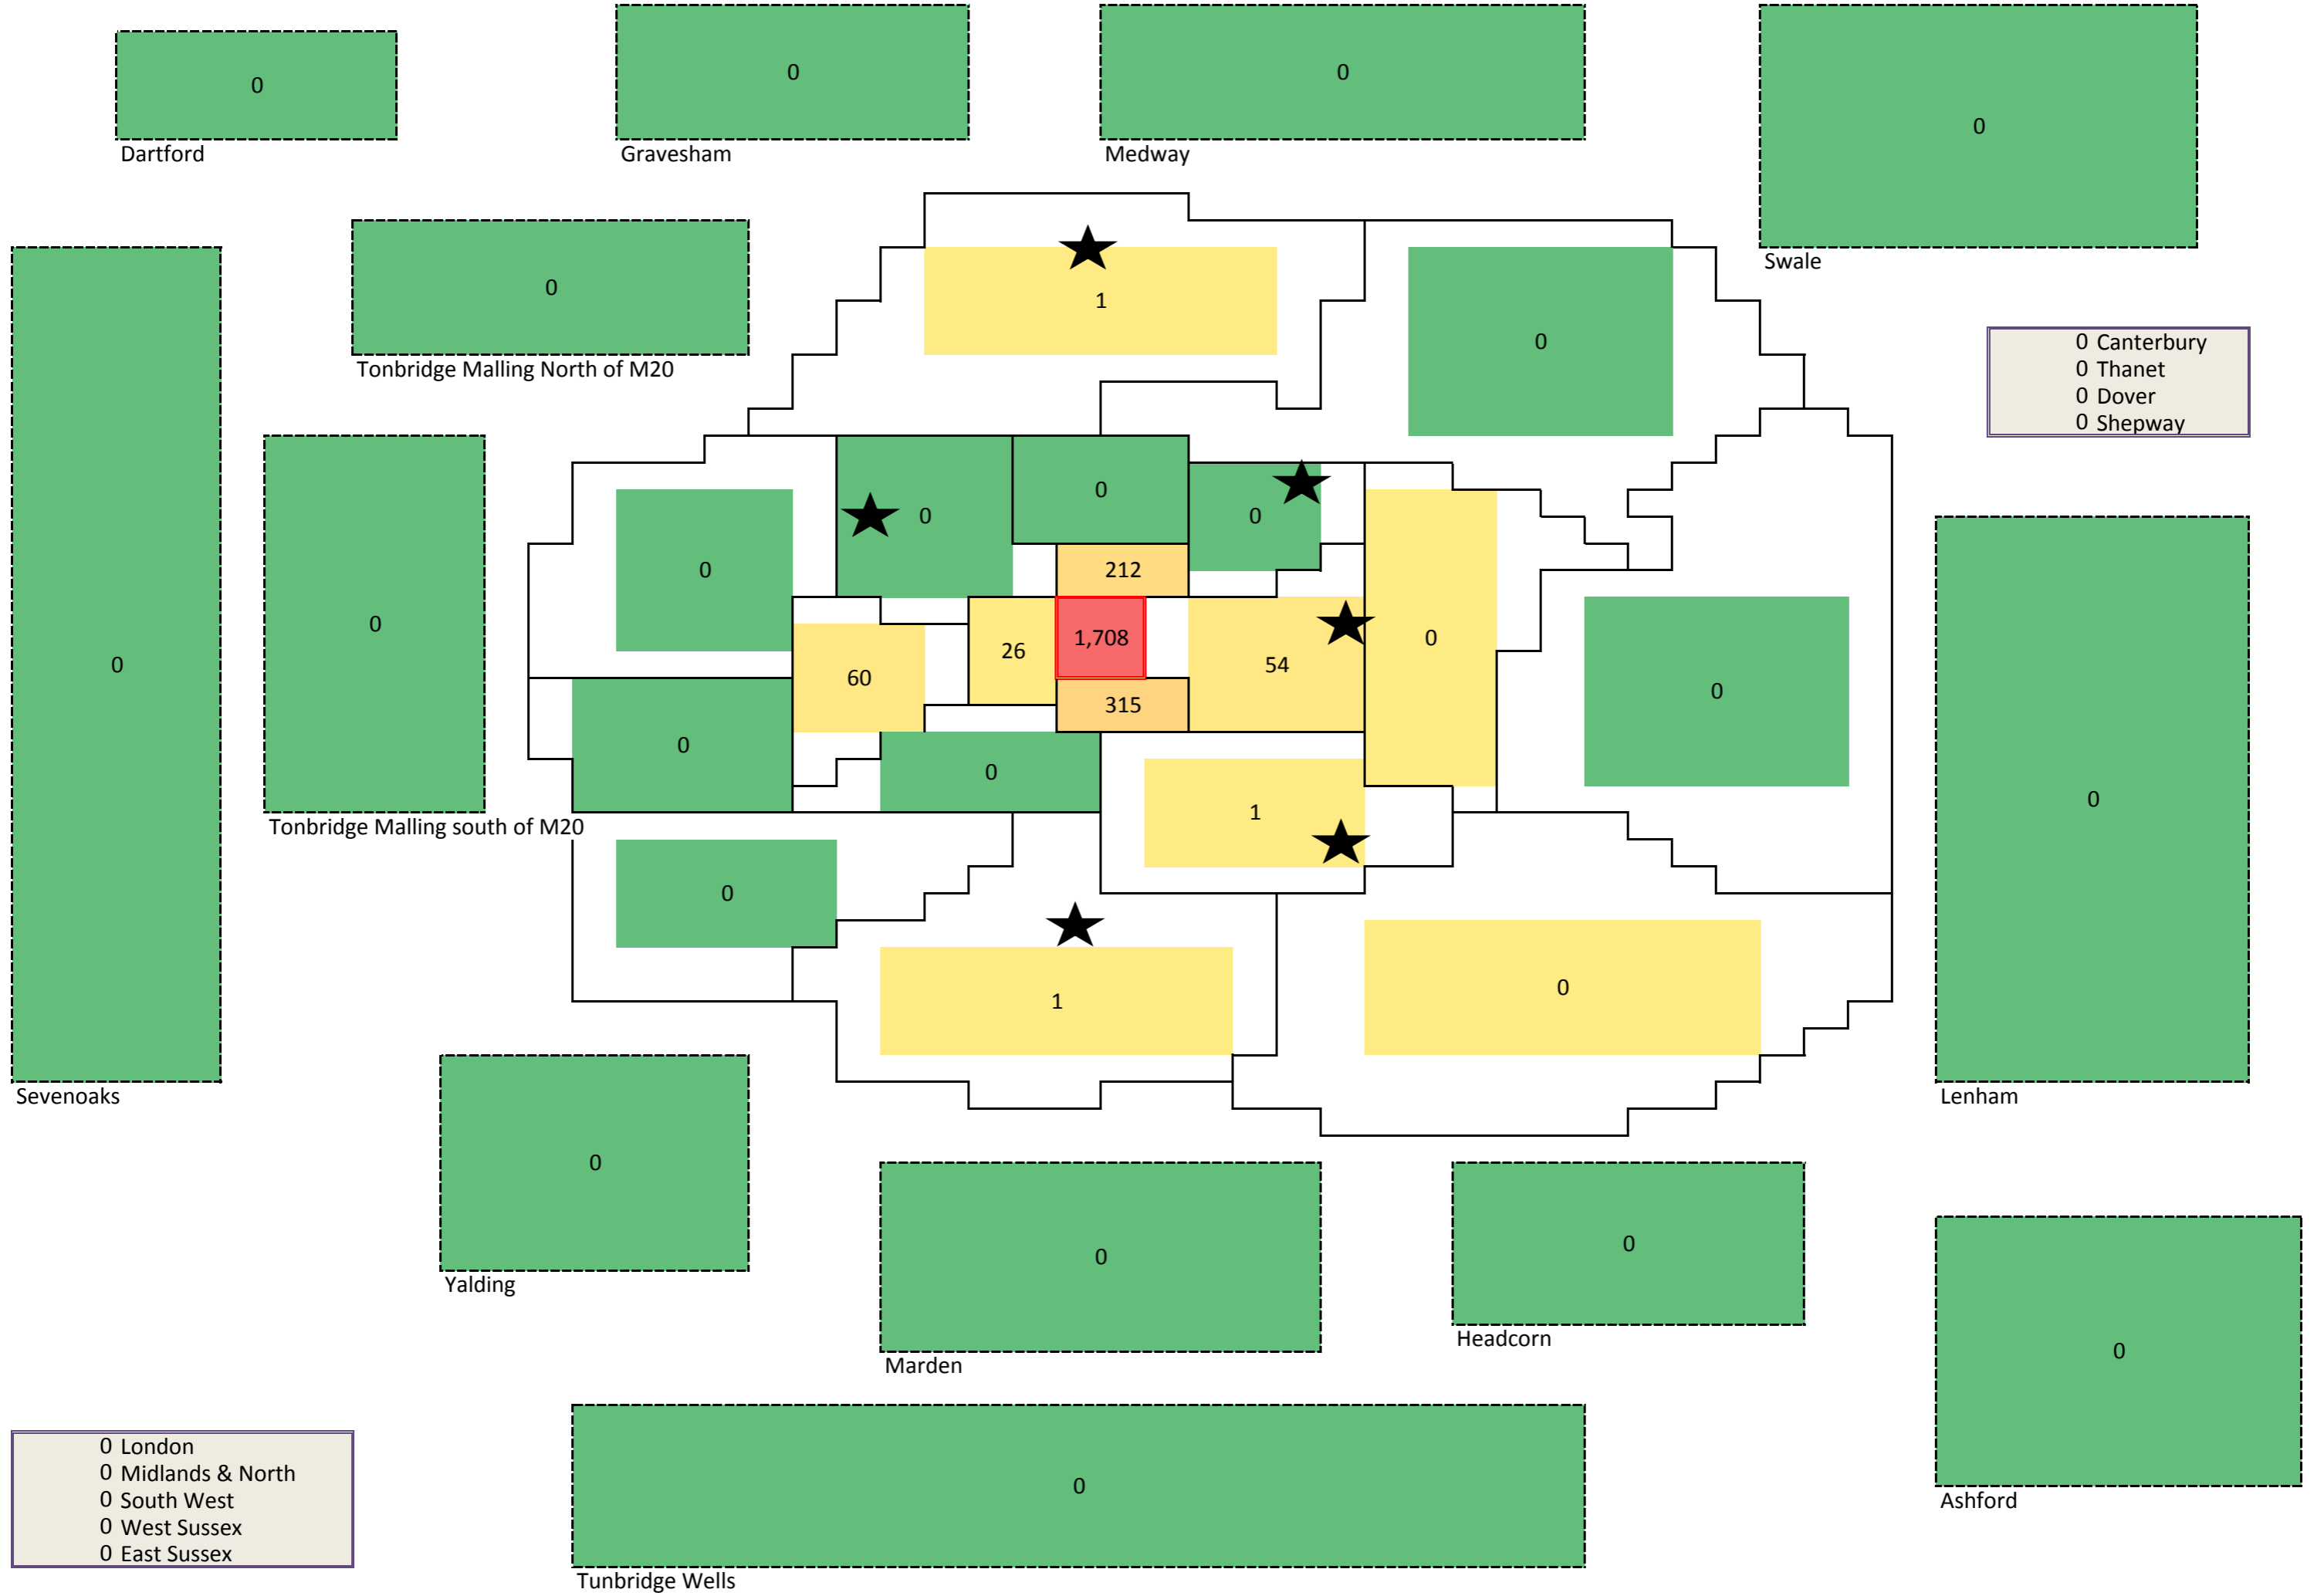 0
Dartford
0
Gravesham
0
Medway
0
Swale
0
Tonbridge Malling North of M20
1
0
0 Canterbury
0 Thanet
0 Dover
0 Shepway
0
Sevenoaks
0
Tonbridge Malling south of M20
0
0
0
0
212
60
26
1,708
54
0
315
0
0
0
1
0
0
Lenham
1
0
0
Yalding
0
Marden
0
Headcorn
0
Ashford
0 London
0 Midlands & North
0 South West
0 West Sussex
0 East Sussex
0
Tunbridge Wells